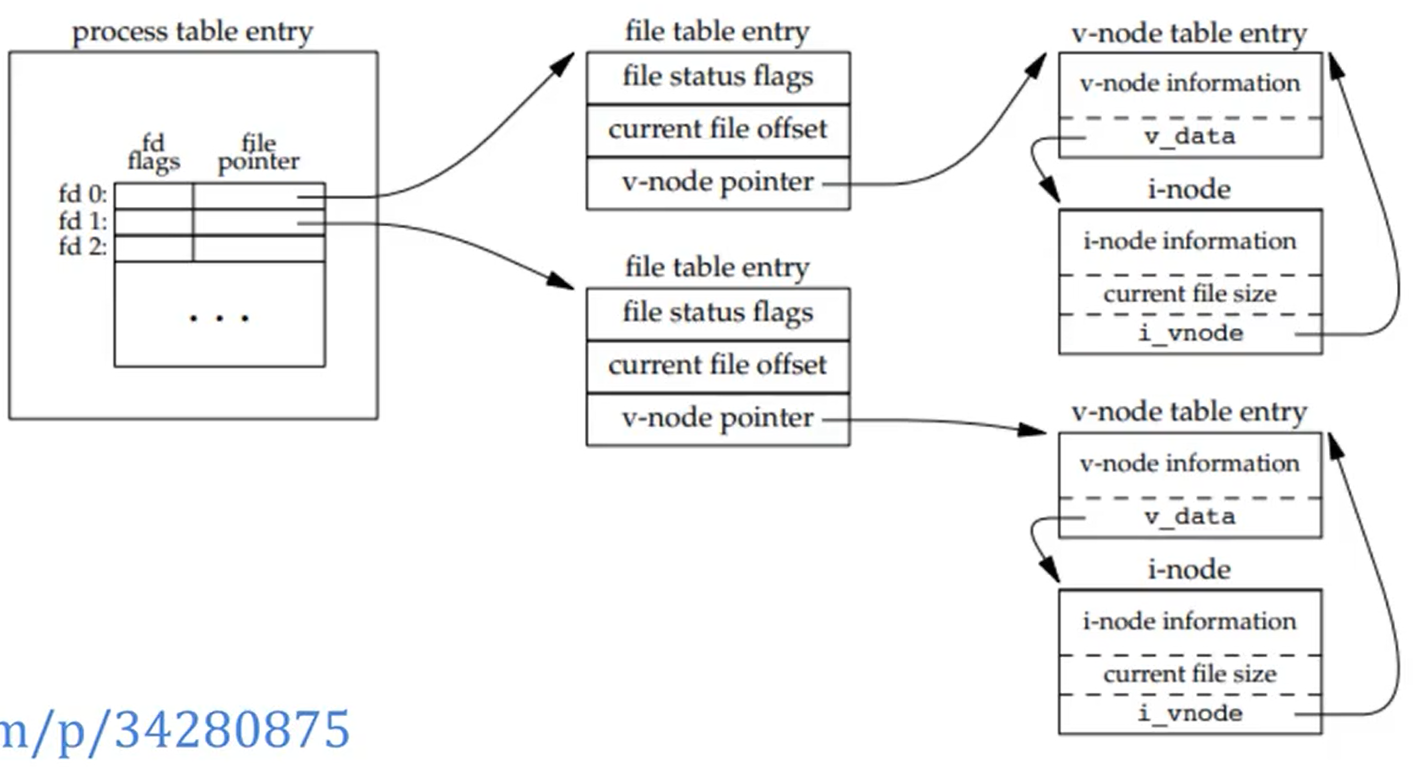 process table entry
fd
flags
file
pointer
fd 0:
fd 1:
fd 2:
. . .
file table entry
file status flags
current file offset
v-node pointer
file table entry
file status flags
current file offset
v-node pointer
v-node table entry
v-node information
v_data
i-node
i-node information
current file size
i_vnode
v-node table entry
v-node information
v_data
i-node
i-node information
current file size
i_vnode
m/p/34280875